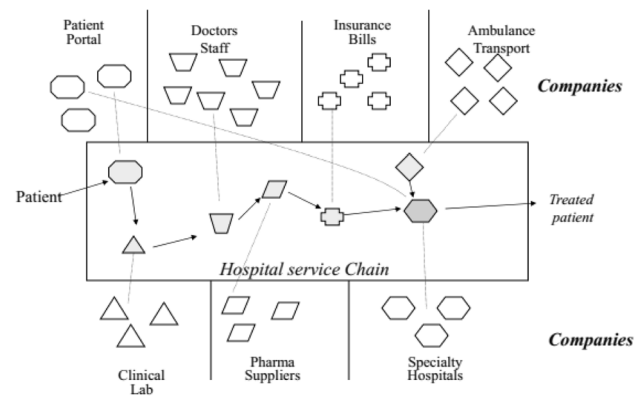 Patient
Portal
Doctors
Staff
Insurance
Bills
Ambulance
Transport
Companies
Patient
Treated
patient
Hospital service Chain
Clinical
Lab
Pharma
Suppliers
Specialty
Hospitals
Companies